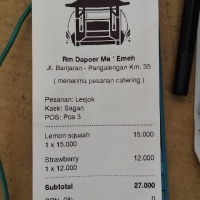 Rm Dapoer Ma ' Emeh
Jl. Banjaran - Pangalengan Km. 35
( menerima pesanan catering )
Pesanan: Lesjok
Kasir: Sagan
POS: Pos 3
Lemon squash 15.000
1 x 15.000
Strawberry 12.000
1 x 12.000
Subtotal 27.000